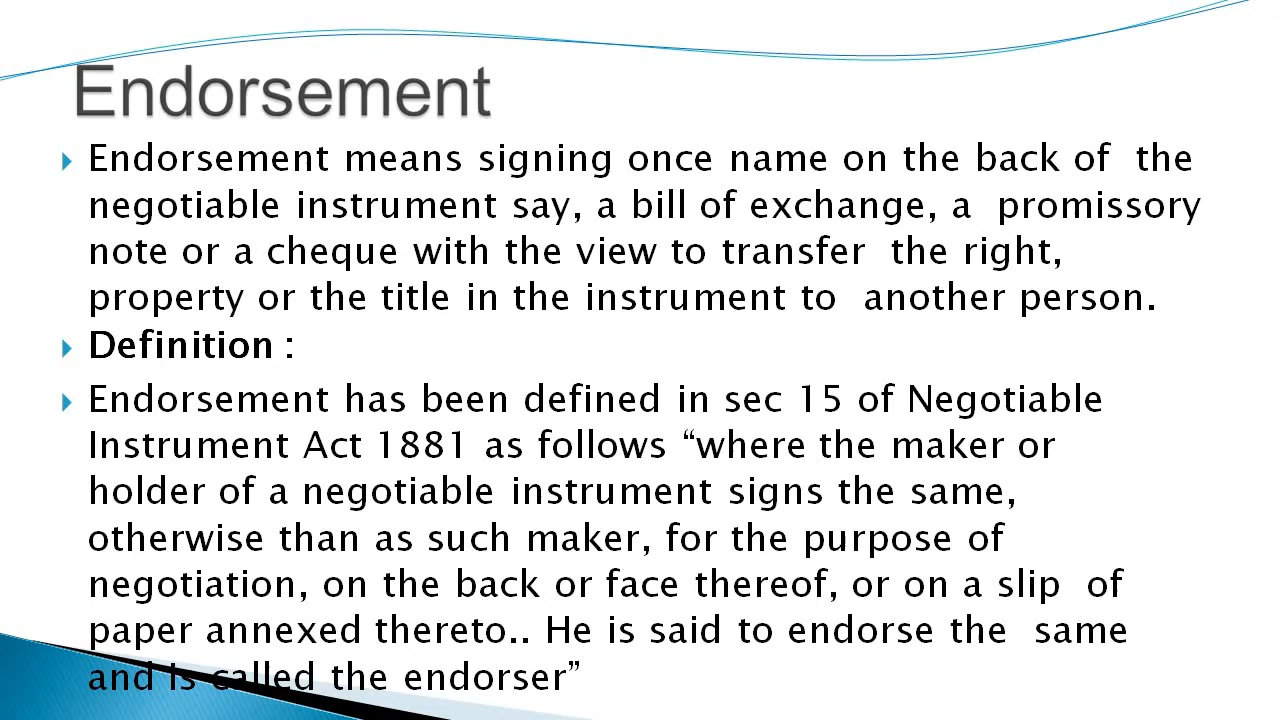 Endorsement
Endorsement means signing once name on the back of the
negotiable instrument say, a bill of exchange, a promissory
note or a cheque with the view to transfer the right,
property or the title in the instrument to another person.
Definition :
Endorsement has been defined in sec 15 of Negotiable
Instrument Act 1881 as follows “where the maker or
holder of a negotiable instrument signs the same,
otherwise than as such maker, for the purpose of
negotiation, on the back or face thereof, or on a slip of
paper annexed thereto.. He is said to endorse the same
and is called the endorser”